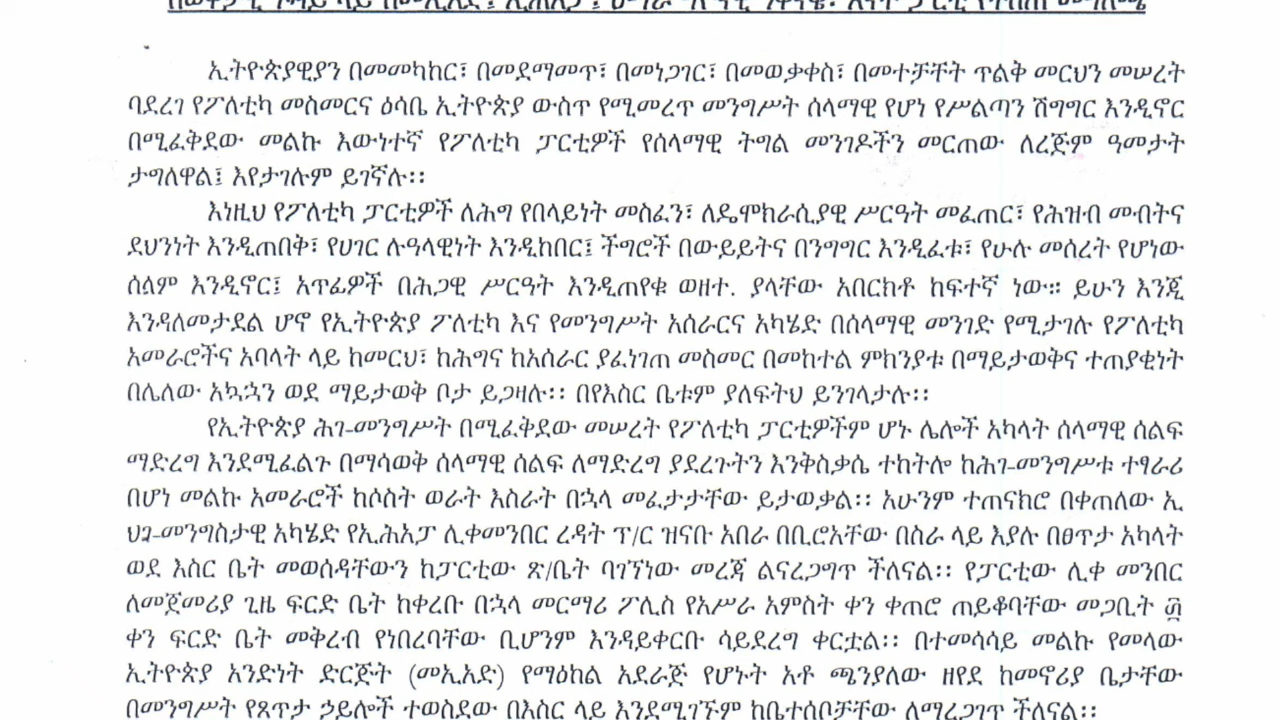 ኢትዮጵያዊያን በመመካከር፣ በመደማመጥ፣ በመነጋገር፣ በመወቃቀስ፣ በመተቻቸት ጥልቅ መርህን መሠረት
ባደረገ የፖለቲካ መስመርና ዕሳቤ ኢትዮጵያ ውስጥ የሚመረጥ መንግሥት ሰላማዊ የሆነ የሥልጣን ሽግግር እንዲኖር
በሚፈቅደው መልኩ እውነተኛ የፖለቲካ ፓርቲዎች የሰላማዊ ትግል መንገዶችን መርጠው ለረጅም ዓመታት
ታግለዋል፤ እየታገሉም ይገኛሉ፡፡
እነዚህ የፖለቲካ ፓርቲዎች ለሕግ የበላይነት መስፈን፣ ለዴሞክራሲያዊ ሥርዓት መፈጠር፣ የሕዝብ መብትና
ደህንነት እንዲጠበቅ፣ የሀገር ሉዓላዊነት እንዲከበር፤ ችግሮች በውይይትና በንግግር እንዲፈቱ፣ የሁሉ መሰረት የሆነው
ሰልም እንዲኖር፤ አጥፊዎች በሕጋዊ ሥርዓት እንዲጠየቁ ወዘተ. ያላቸው አበርክቶ ከፍተኛ ነው። ይሁን እንጂ
እንዳለመታደል ሆኖ የኢትዮጵያ ፖለቲካ እና የመንግሥት አሰራርና አካሄድ በሰላማዊ መንገድ የሚታገሉ የፖለቲካ
አመራሮችና አባላት ላይ ከመርህ፣ ከሕግና ከአሰራር ያፈነገጠ መስመር በመከተል ምክንያቱ በማይታወቅና ተጠያቂነት
በሌለው አኳኋን ወደ ማይታወቅ ቦታ ይጋዛሉ፡፡ በየእስር ቤቱም ያለፍትህ ይንገላታሉ፡፡
የኢትዮጵያ ሕገ-መንግሥት በሚፈቅደው መሠረት የፖለቲካ ፓርቲዎችም ሆኑ ሌሎች አካላት ሰላማዊ ሰልፍ
ማድረግ እንደሚፈልጉ በማሳወቅ ሰላማዊ ሰልፍ ለማድረግ ያደረጉትን እንቅስቃሴ ተከትሎ ከሕገ-መንግሥቱ ተፃራሪ
በሆነ መልኩ አመራሮች ከሶስት ወራት እስራት በኋላ መፈታታቸው ይታወቃል፡፡ አሁንም ተጠናክሮ በቀጠለው ኢ
ህጋ-መንግስታዊ አካሄድ የኢሕአፓ ሊቀመንበር ረዳት ፕ/ር ዝናቡ አበራ በቢሮአቸው በስራ ላይ እያሉ በፀጥታ አካላት
ወደ እስር ቤት መወሰዳቸውን ከፓርቲው ጽ/ቤት ባገኘነው መረጃ ልናረጋግጥ ችለናል፡፡ የፓርቲው ሊቀ መንበር
ለመጀመሪያ ጊዜ ፍርድ ቤት ከቀረቡ በኋላ መርማሪ ፖሊስ የአሥራ አምስት ቀን ቀጠሮ ጠይቆባቸው መጋቢት
ቀን ፍርድ ቤት መቅረብ የነበረባቸው ቢሆንም እንዳይቀርቡ ሳይደረግ ቀርቷል፡፡ በተመሳሳይ መልኩ የመላው
ኢትዮጵያ አንድነት ድርጅት (መኢአድ) የማዕከል አደራጅ የሆኑት አቶ ጫንያለው ዘየደ ከመኖሪያ ቤታቸው
በመንግሥት የጸጥታ ኃይሎች ተወስደው በእስር ላይ እንደሚገኙም ከቤተሰቦቻቸው ለማረጋገጥ ችለናል፡፡